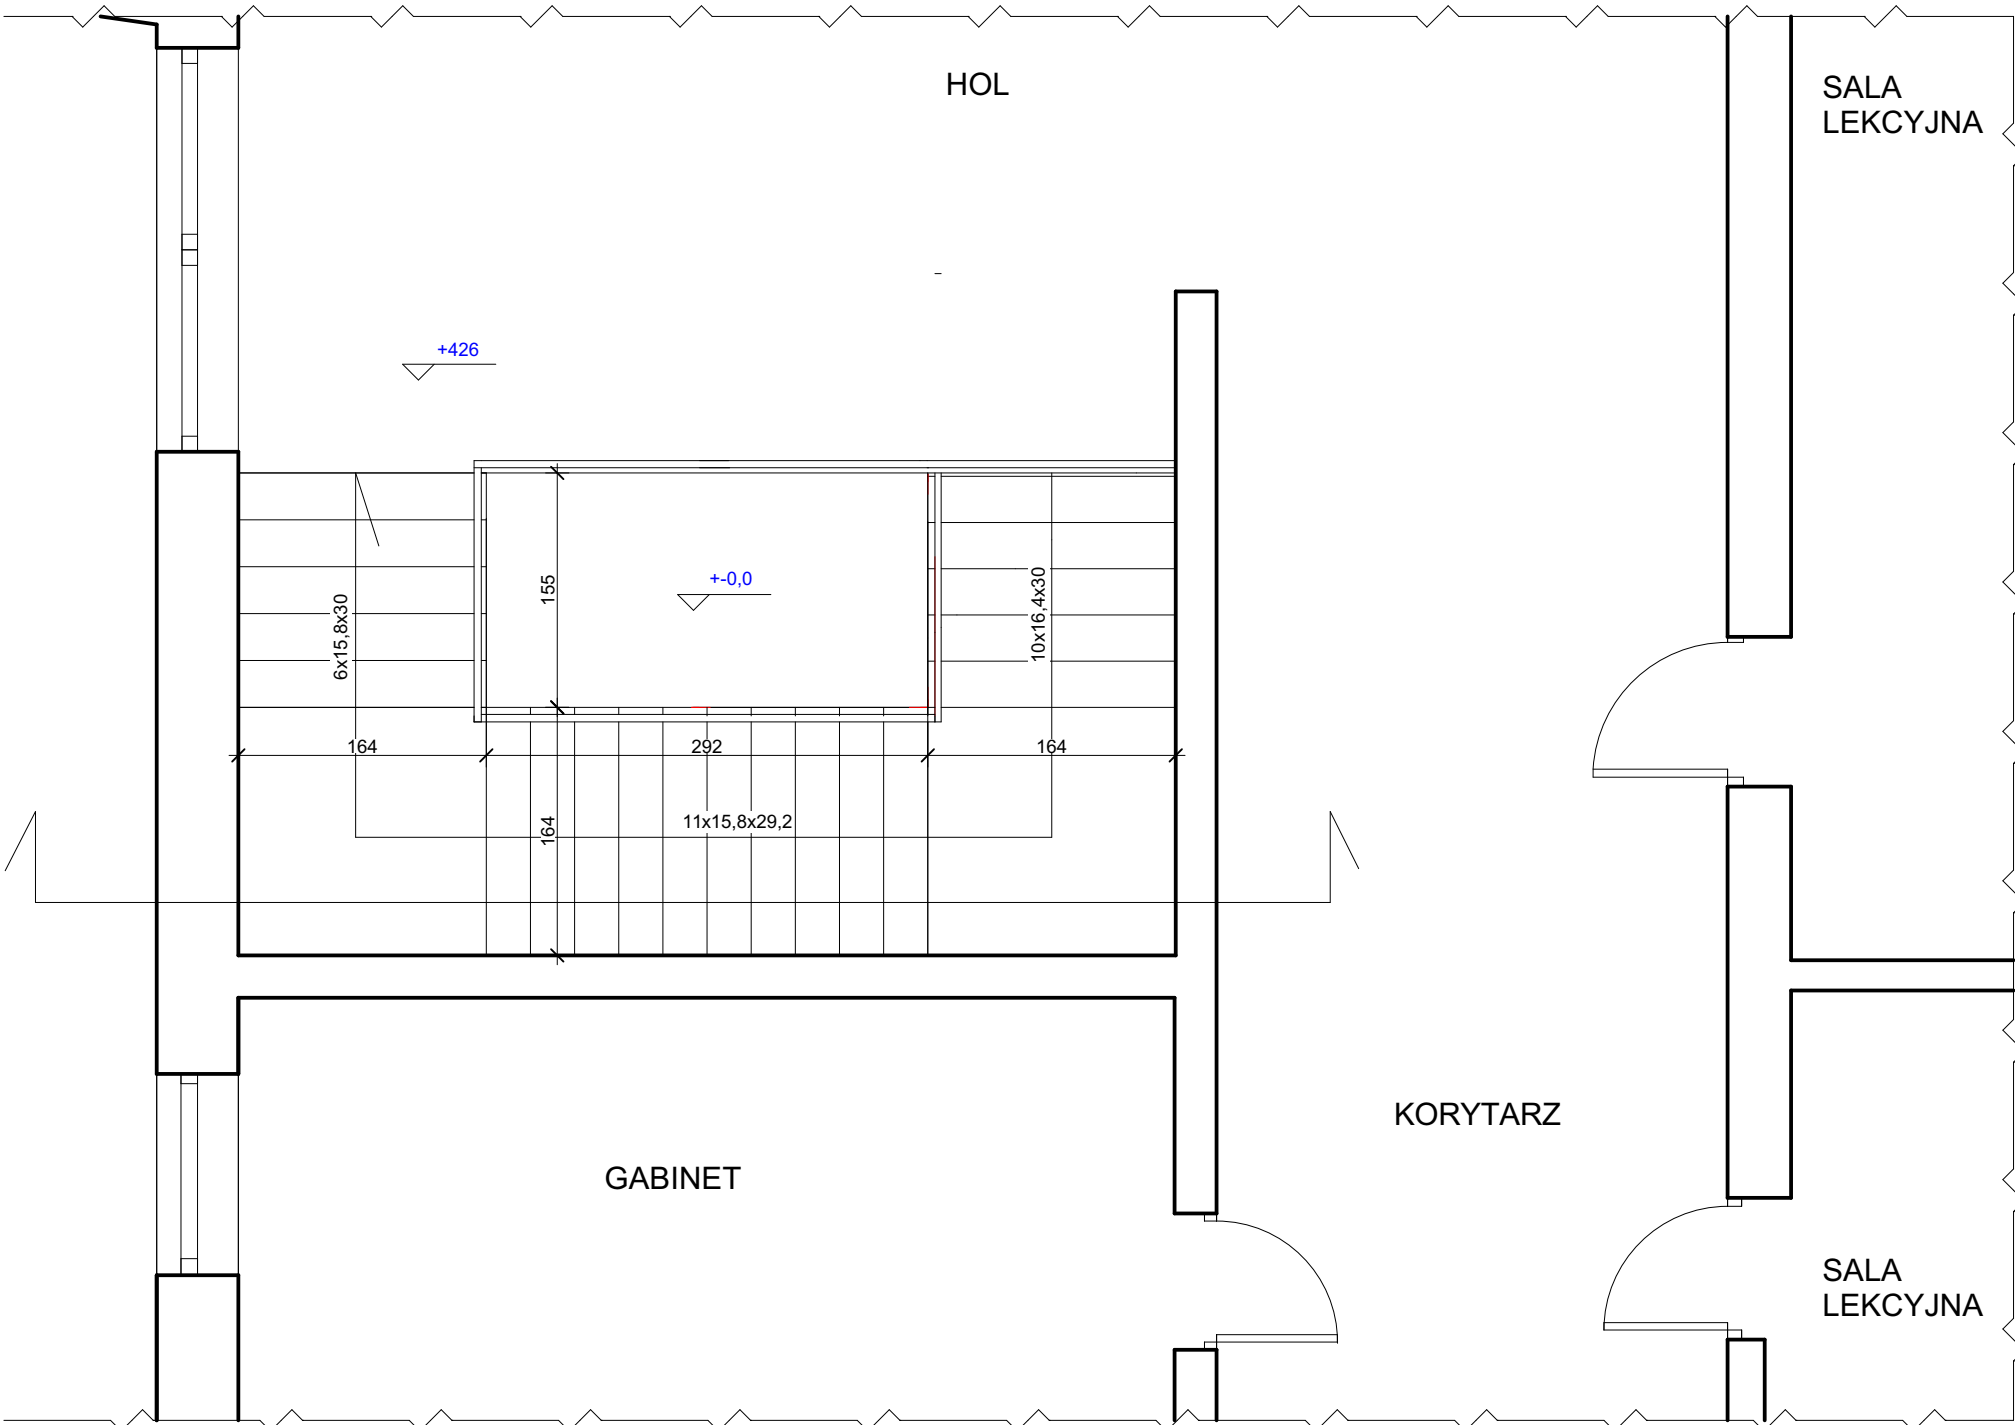 HOL
SALA
LEKCYJNA
+426
+-0,0
155
6x15,8x30
10x16,4x30
164
292
164
11x15,8x29,2
164
KORYTARZ
GABINET
SALA
LEKCYJNA